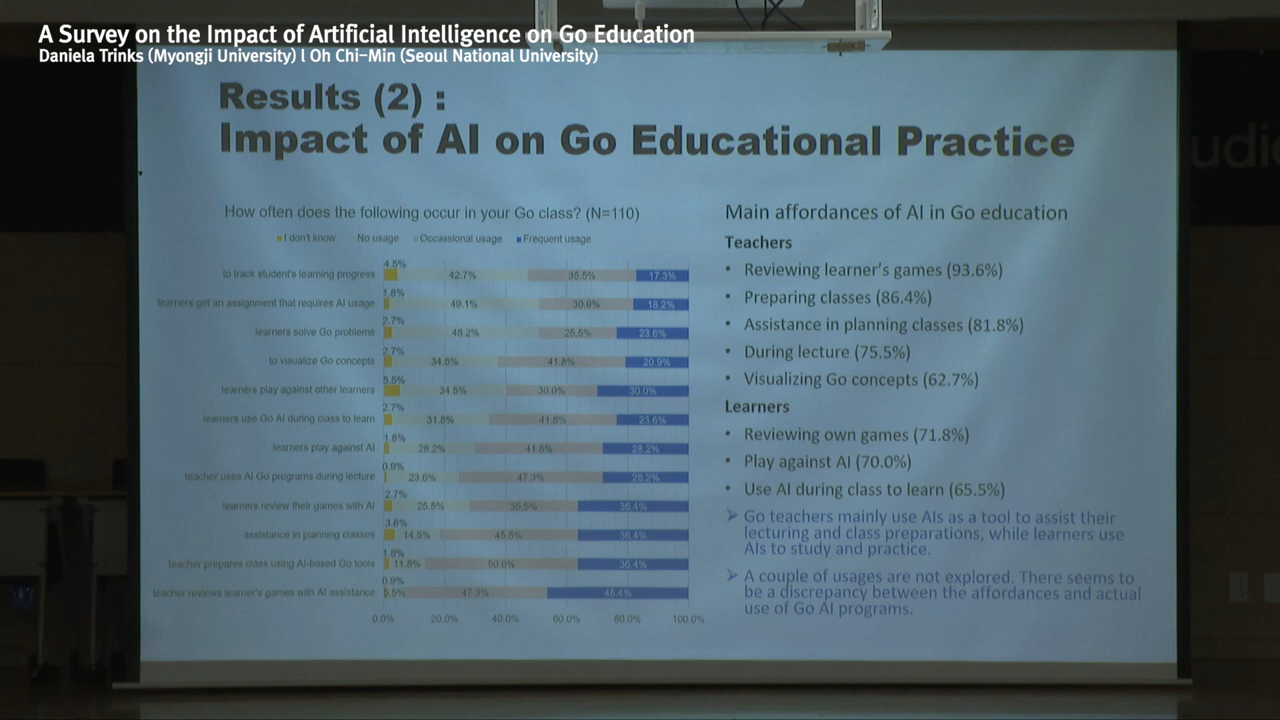 A Survey on the Impact of Artificial Intelligence on Go Education
Daniela Trinks (Myongji University) l Oh Chi-Min (Seoul National University)
Results (2) :
Impact of AI on Go Educational Practice
How often does the following occur in your Go class? (N=110)
I don't know No usage Occassional usage Frequent usage
to track student's learning progress 4.5% 42.7% 35.5% 17.3%
learners get an assignment that requires AI usage 1.8% 49.1% 30.9% 18.2%
learners solve Go problems 2.7% 48.2% 25.5% 23.6%
to visualize Go concepts 2.7% 34.5% 41.8% 20.9%
learners play against other learners 5.5% 34.5% 30.0% 30.0%
learners use Go AI during class to learn 2.7% 31.8% 41.8% 23.6%
learners play against AI 1.8% 28.2% 41.8% 28.2%
teacher uses AI Go programs during lecture 0.9% 23.6% 47.3% 28.2%
learners review their games with AI 2.7% 25.5% 35.5% 36.4%
assistance in planning classes 3.6% 14.5% 45.5% 36.4%
teacher prepares class using AI-based Go tools 1.8% 11.8% 50.0% 36.4%
teacher reviews learner's games with AI assistance 0.9% 5.5% 47.3% 46.4%
0.0% 20.0% 40.0% 60.0% 80.0% 100.0%
Main affordances of AI in Go education
Teachers
• Reviewing learner's games (93.6%)
• Preparing classes (86.4%)
• Assistance in planning classes (81.8%)
• During lecture (75.5%)
• Visualizing Go concepts (62.7%)
Learners
• Reviewing own games (71.8%)
• Play against AI (70.0%)
• Use AI during class to learn (65.5%)
➢ Go teachers mainly use AIs as a tool to assist their
lecturing and class preparations, while learners use
AIs to study and practice.
➢ A couple of usages are not explored. There seems to
be a discrepancy between the affordances and actual
use of Go AI programs.